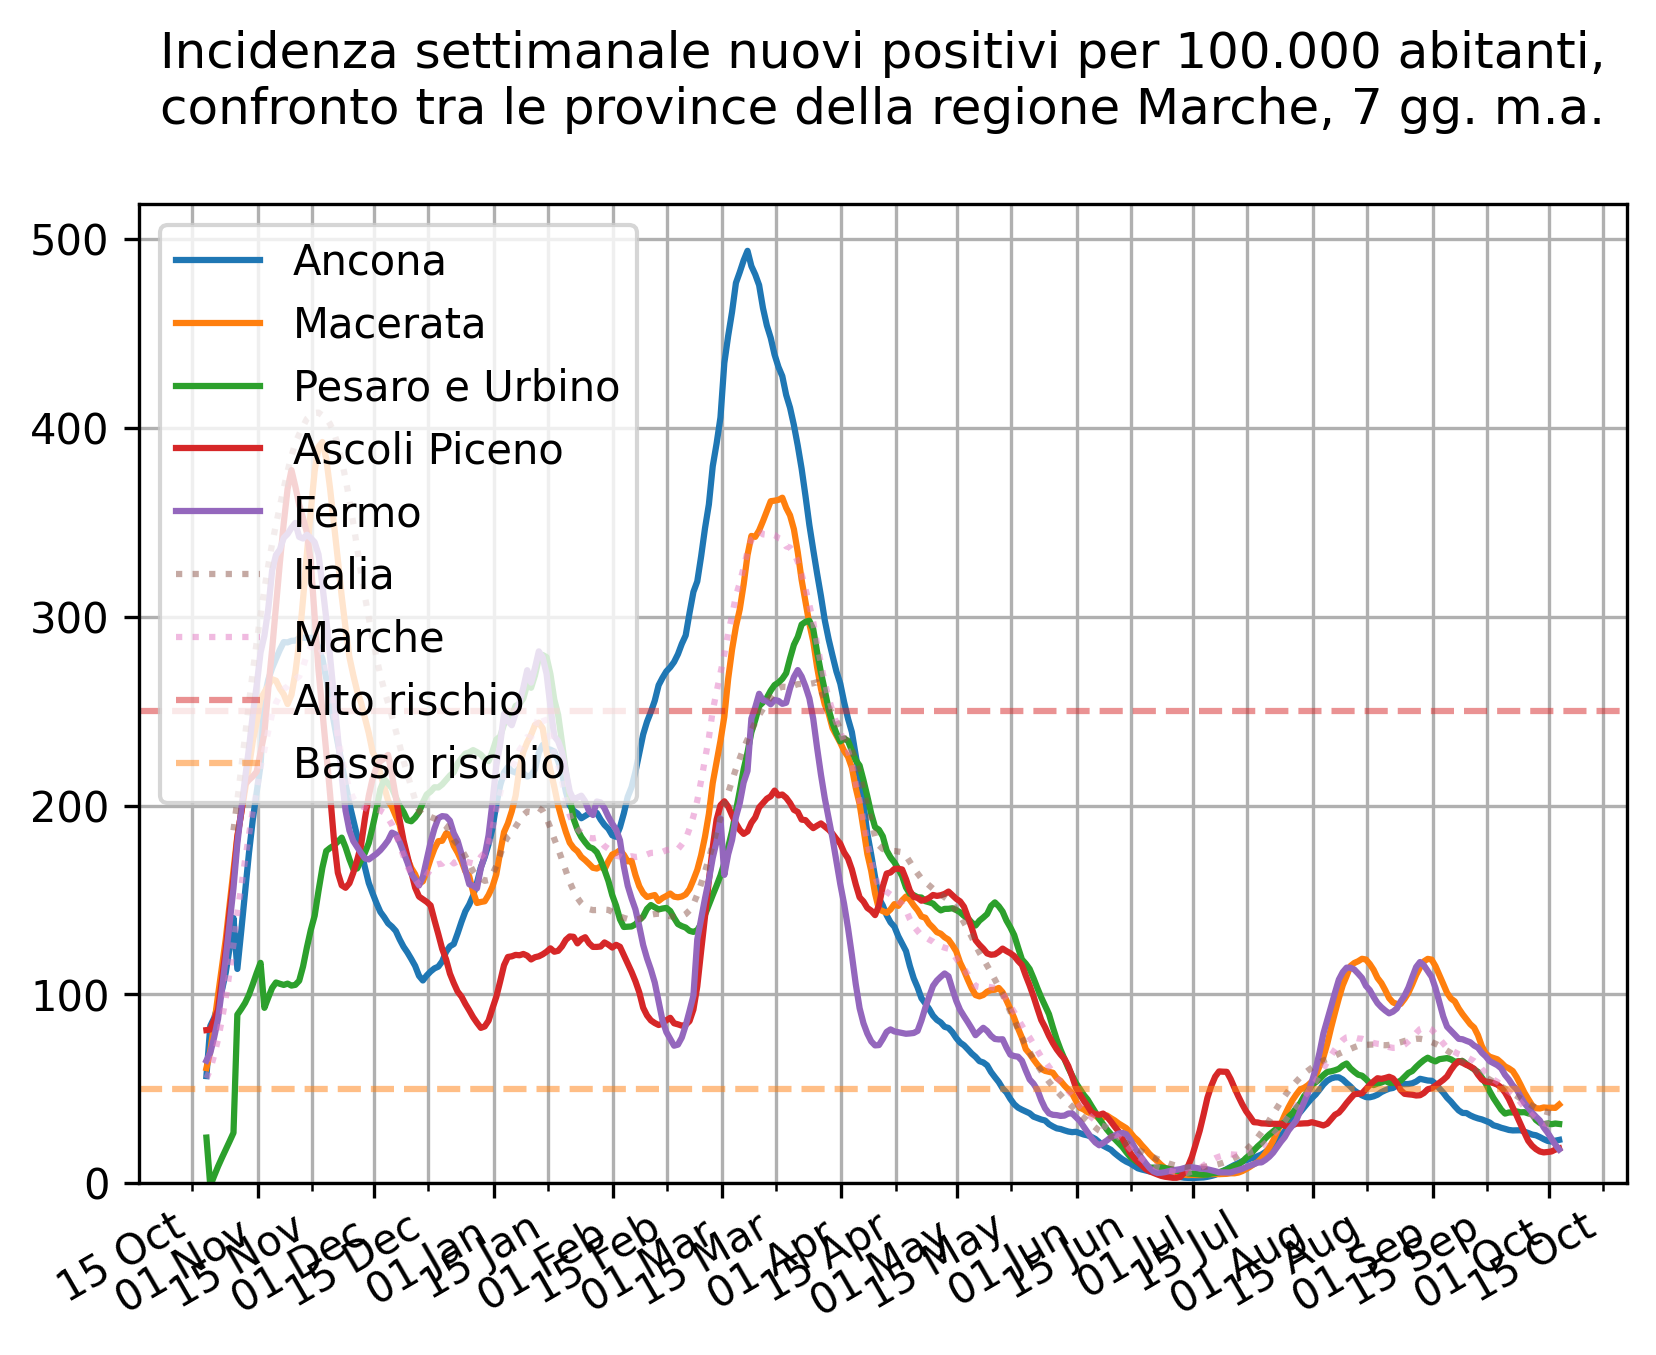 Incidenza settimanale nuovi positivi per 100.000 abitanti,
confronto tra le province della regione Marche, 7 gg. m.a.
500
400
300
200
100
0
Ancona
Macerata
Pesaro e Urbino
Ascoli Piceno
Fermo
Italia
Marche
Alto rischio
Basso rischio
15 Oct
01 Nov
15 Nov
01 Dec
15 Dec
01 Jan
15 Jan
01 Feb
15 Feb
01 Mar
15 Mar
01 Apr
15 Apr
01 May
15 May
01 Jun
15 Jun
01 Jul
15 Jul
01 Aug
15 Aug
01 Sep
15 Sep
01 Oct
15 Oct